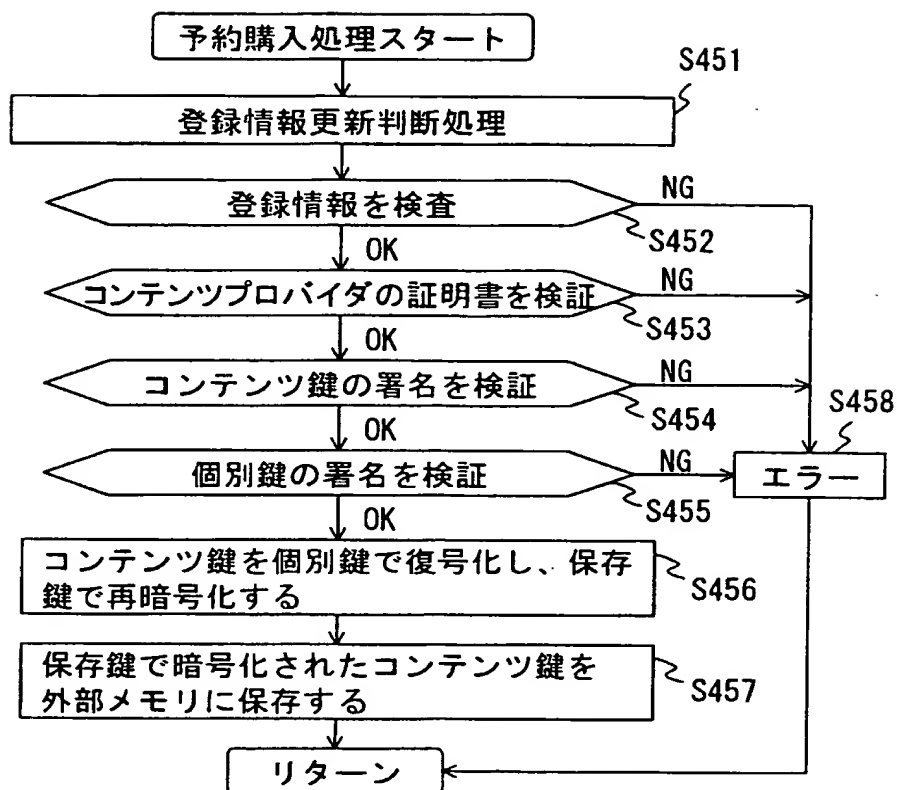 予約購入処理スタート
S451
登録情報更新判断処理
登録情報を検査
NG
S452
OK
コンテンツプロバイダの証明書を検証
NG
S453
OK
コンテンツ鍵の署名を検証
NG
S454
OK
S458
個別鍵の署名を検証
NG
エラー
S455
OK
コンテンツ鍵を個別鍵で復号化し、保存
鍵で再暗号化する
S456
保存鍵で暗号化されたコンテンツ鍵を
外部メモリに保存する
S457
リターン